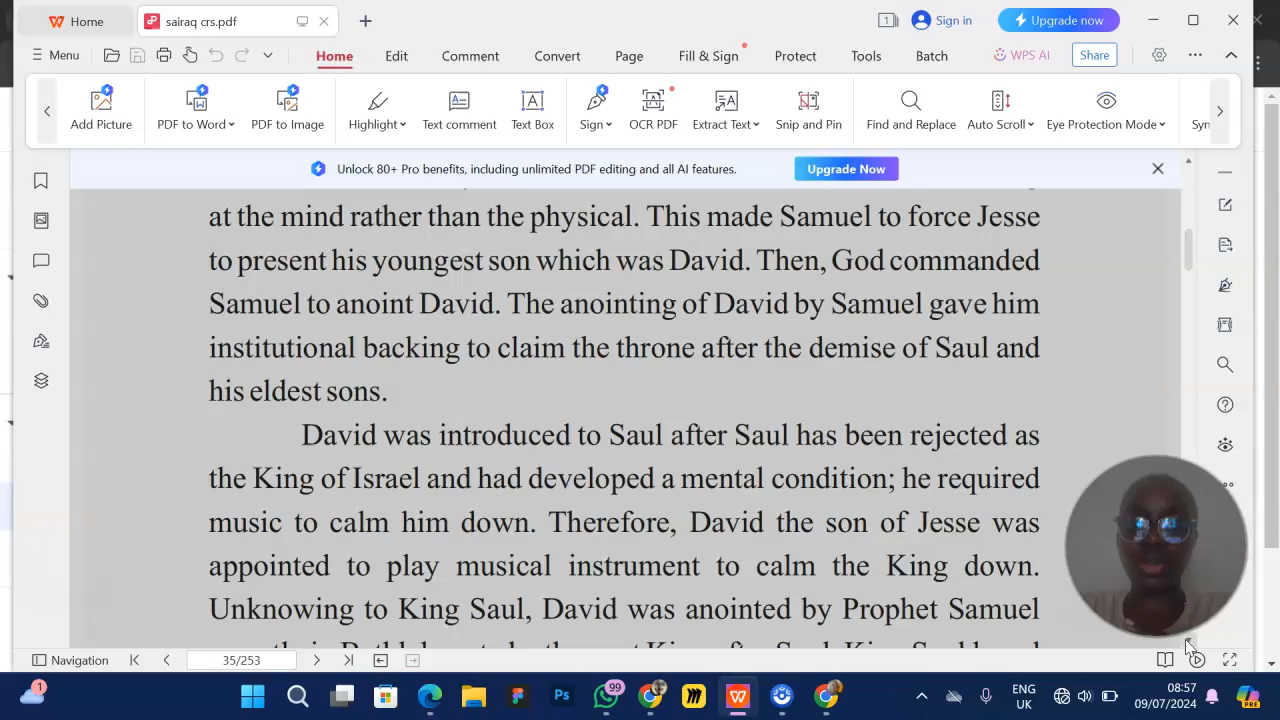 Home
sairaq crs.pdf
1
Sign in
Upgrade now
Menu
Home
Edit
Comment
Convert
Page
Fill & Sign
Protect
Tools
Batch
WPS AI
Share
Add Picture
PDF to Word
PDF to Image
Highlight
Text comment
Text Box
Sign
OCR PDF
Extract Text
Snip and Pin
Find and Replace
Auto Scroll
Eye Protection Mode
Unlock 80+ Pro benefits, including unlimited PDF editing and all AI features.
Upgrade Now
at the mind rather than the physical. This made Samuel to force Jesse
to present his youngest son which was David. Then, God commanded
Samuel to anoint David. The anointing of David by Samuel gave him
institutional backing to claim the throne after the demise of Saul and
his eldest sons.
David was introduced to Saul after Saul has been rejected as
the King of Israel and had developed a mental condition; he required
music to calm him down. Therefore, David the son of Jesse was
appointed to play musical instrument to calm the King down.
Unknowing to King Saul, David was anointed by Prophet Samuel
Navigation
35/253
1
Ps
99
ENG
UK
08:57
09/07/2024
PRE